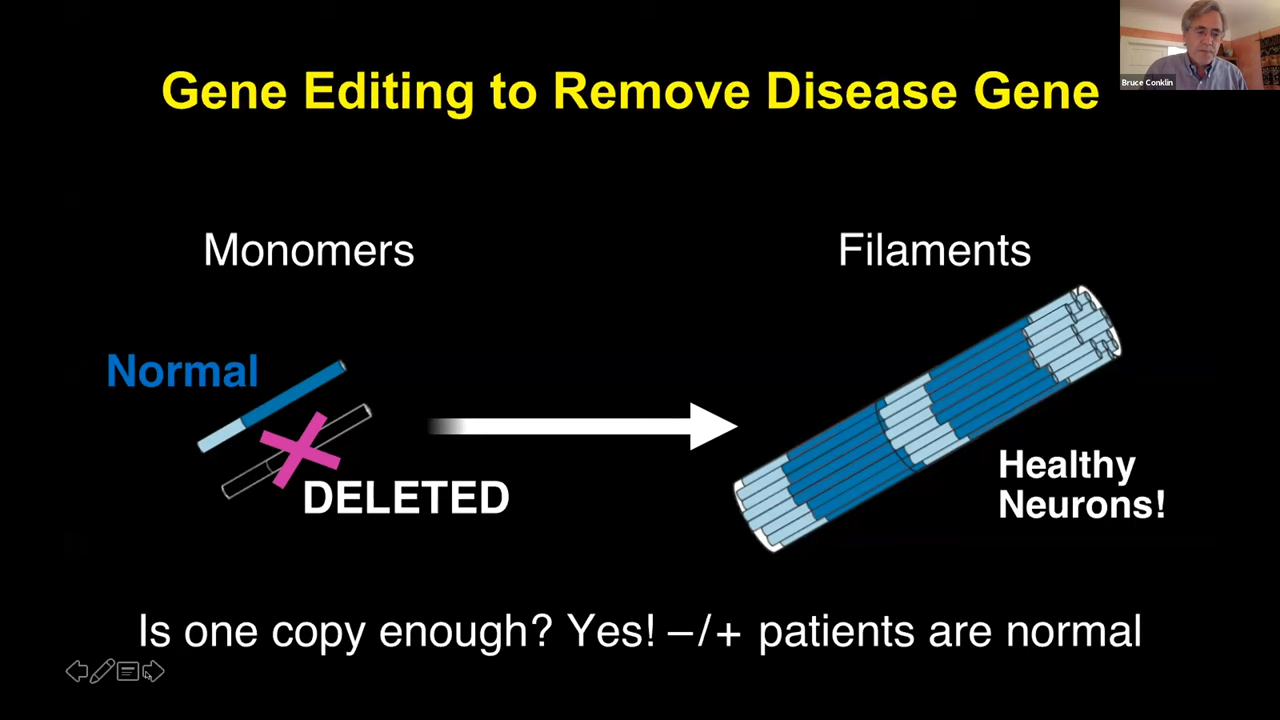 Gene Editing to Remove Disease Gene
Bruce Conklin
Monomers
Filaments
Normal
DELETED
Healthy
Neurons!
Is one copy enough? Yes! –/+ patients are normal